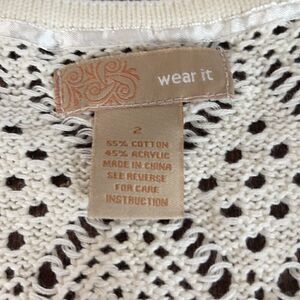 wear it
2
55% COTTON
45% ACRYLIC
MADE IN CHINA
SEE REVERSE
FOR CARE
INSTRUCTION